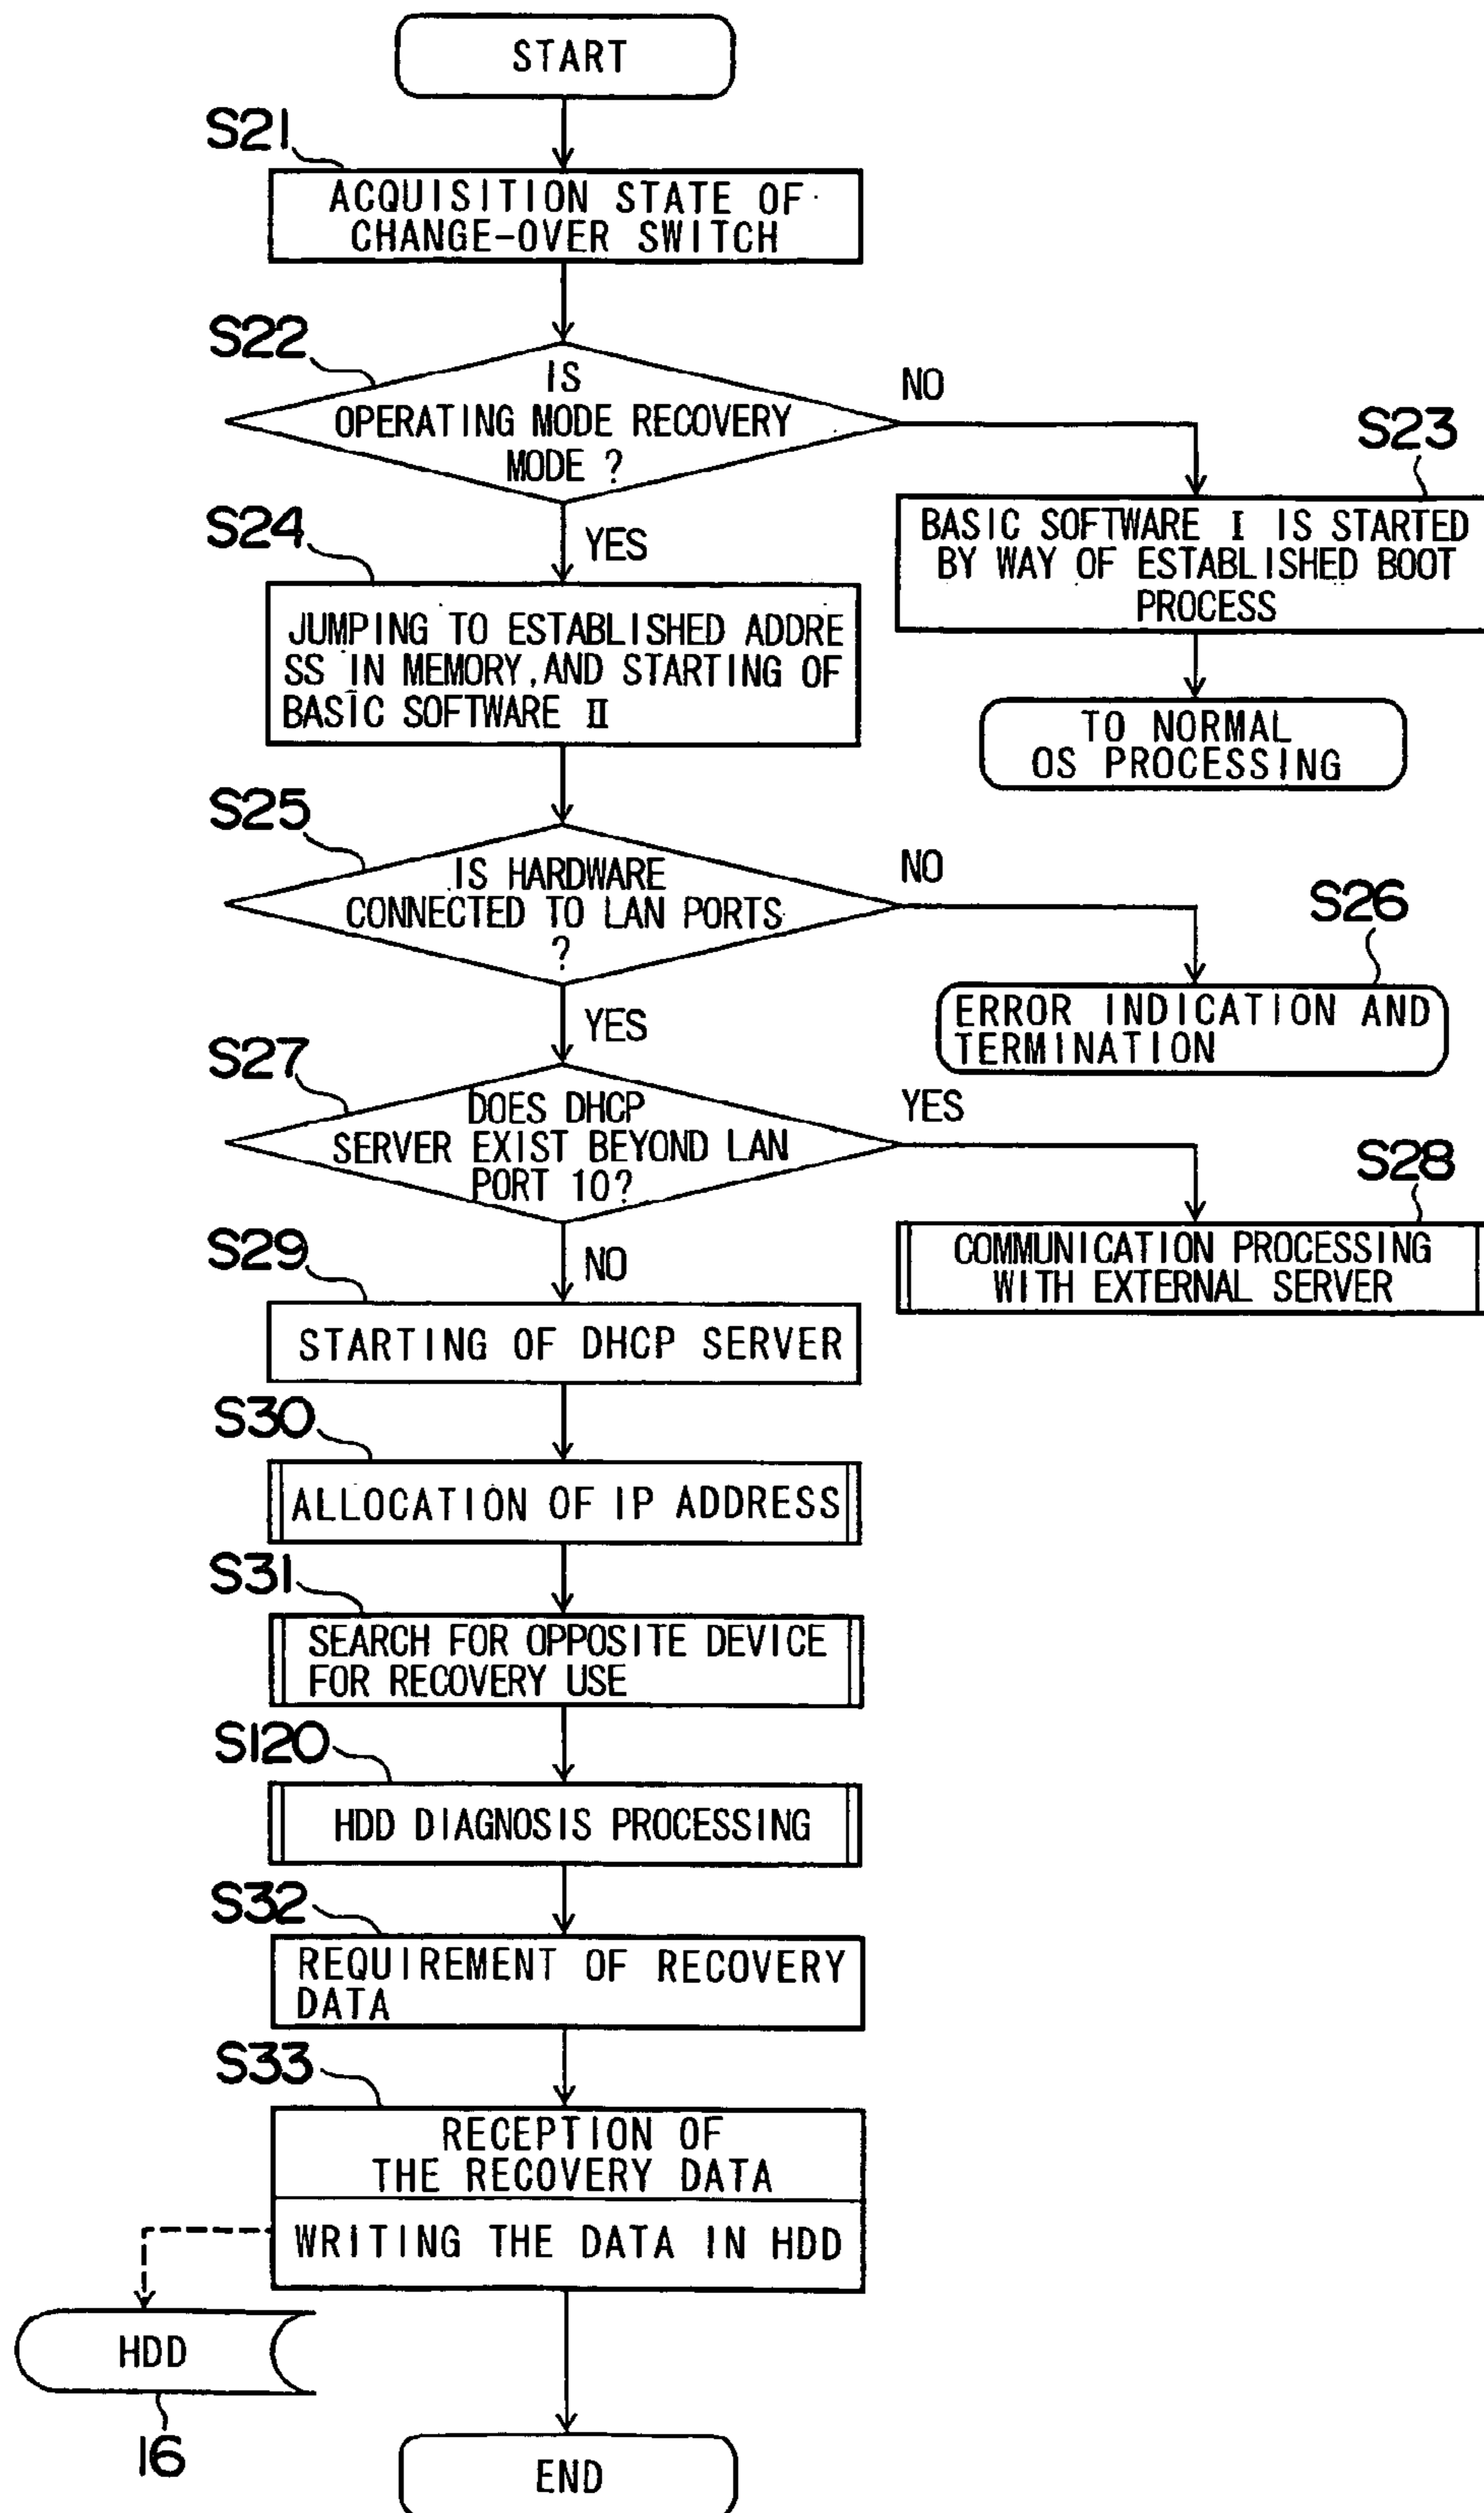 START
S21
ACQUISITION STATE OF
CHANGE-OVER SWITCH
S22
IS
OPERATING MODE RECOVERY
MODE ?
NO
YES
S23
BASIC SOFTWARE I IS STARTED
BY WAY OF ESTABLISHED BOOT
PROCESS
TO NORMAL
OS PROCESSING
S24
JUMPING TO ESTABLISHED ADDRE
SS IN MEMORY, AND STARTING OF
BASIC SOFTWARE II
S25
IS HARDWARE
CONNECTED TO LAN PORTS
?
NO
YES
S26
ERROR INDICATION AND
TERMINATION
S27
DOES DHCP
SERVER EXIST BEYOND LAN
PORT 10?
YES
NO
S28
COMMUNICATION PROCESSING
WITH EXTERNAL SERVER
S29
STARTING OF DHCP SERVER
S30
ALLOCATION OF IP ADDRESS
S31
SEARCH FOR OPPOSITE DEVICE
FOR RECOVERY USE
S120
HDD DIAGNOSIS PROCESSING
S32
REQUIREMENT OF RECOVERY
DATA
S33
RECEPTION OF
THE RECOVERY DATA
WRITING THE DATA IN HDD
HDD
16
END